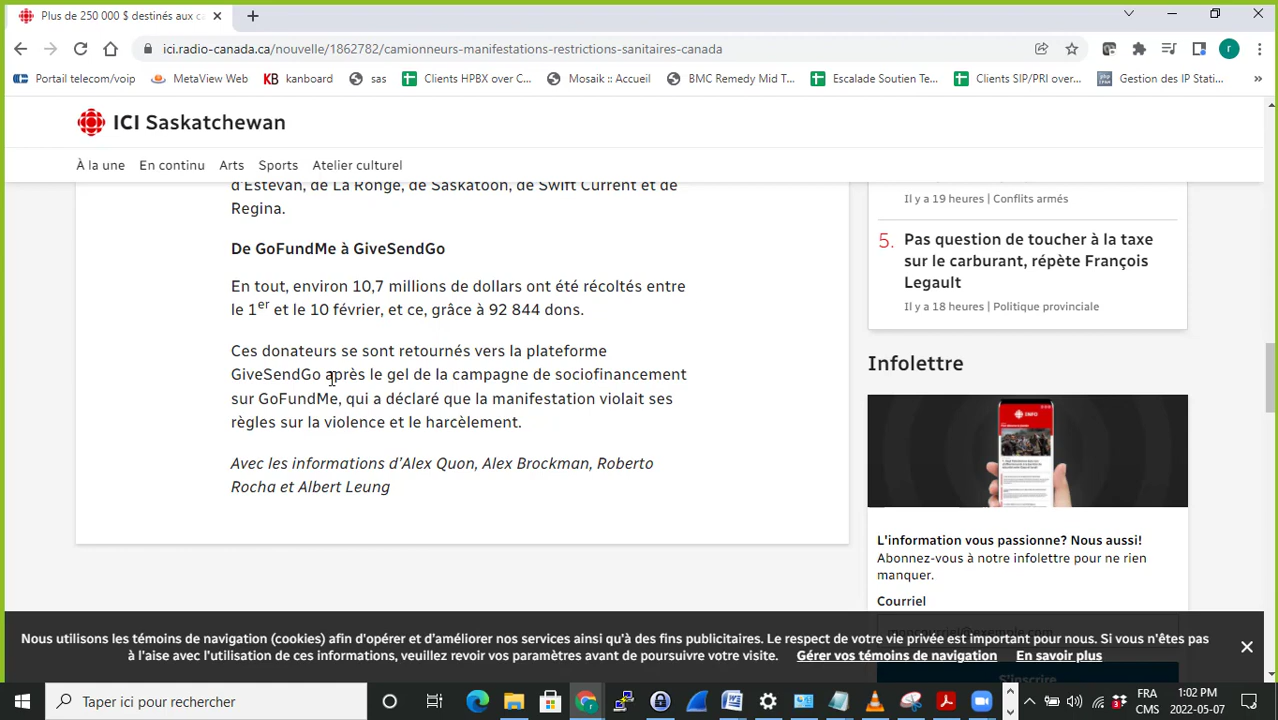 Plus de 250 000 $ destinés aux ca
ici.radio-canada.ca/nouvelle/1862782/camionneurs-manifestations-restrictions-sanitaires-canada
r
Portail telecom/voip
MetaView Web
KB kanboard
sas
Clients HPBX over C...
Mosaik :: Accueil
BMC Remedy Mid T...
Escalade Soutien Te...
Clients SIP/PRI over...
Gestion des IP Stati...
ICI Saskatchewan
À la une
En continu
Arts
Sports
Atelier culturel
d'Estevan, de La Ronge, de Saskatoon, de Swift Current et de
Regina.
De GoFundMe à GiveSendGo
En tout, environ 10,7 millions de dollars ont été récoltés entre
le 1er et le 10 février, et ce, grâce à 92 844 dons.
Ces donateurs se sont retournés vers la plateforme
GiveSendGo après le gel de la campagne de sociofinancement
sur GoFundMe, qui a déclaré que la manifestation violait ses
règles sur la violence et le harcèlement.
Avec les informations d'Alex Quon, Alex Brockman, Roberto
Rocha et Albert Leung
Il y a 19 heures | Conflits armés
5. Pas question de toucher à la taxe
sur le carburant, répète François
Legault
Il y a 18 heures | Politique provinciale
Infolettre
L'information vous passionne? Nous aussi!
Abonnez-vous à notre infolettre pour ne rien
manquer.
Courriel
S'inscrire
Nous utilisons les témoins de navigation (cookies) afin d'opérer et d'améliorer nos services ainsi qu'à des fins publicitaires. Le respect de votre vie privée est important pour nous. Si vous n'êtes pas
à l'aise avec l'utilisation de ces informations, veuillez revoir vos paramètres avant de poursuivre votre visite. Gérer vos témoins de navigation En savoir plus
Taper ici pour rechercher
FRA
CMS
1:02 PM
2022-05-07